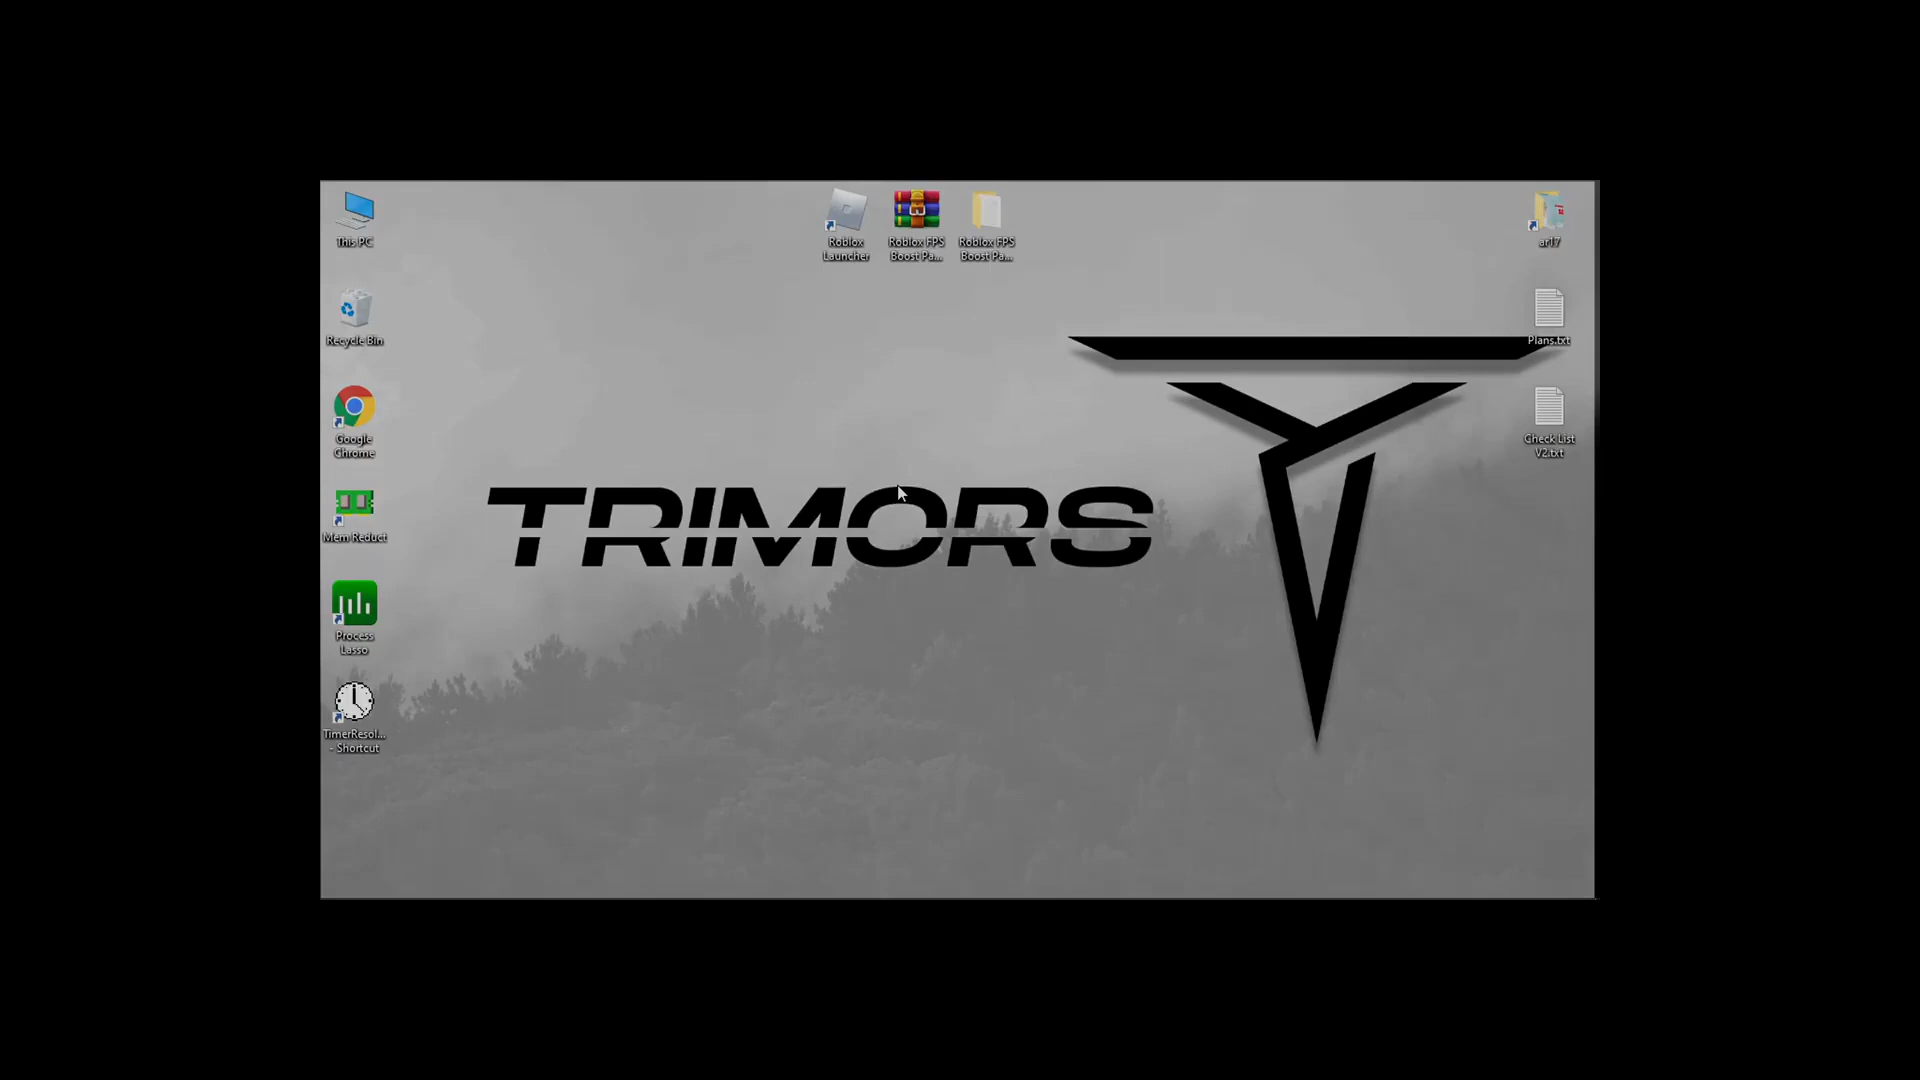 This PC
Roblox
Launcher
Roblox FPS
Boost Pa...
Roblox FPS
Boost Pa...
ar17
Recycle Bin
Plans.txt
Google
Chrome
Check List
V2.txt
TRIMORS
Mem Reduct
Process
Lasso
TimerResol...
- Shortcut